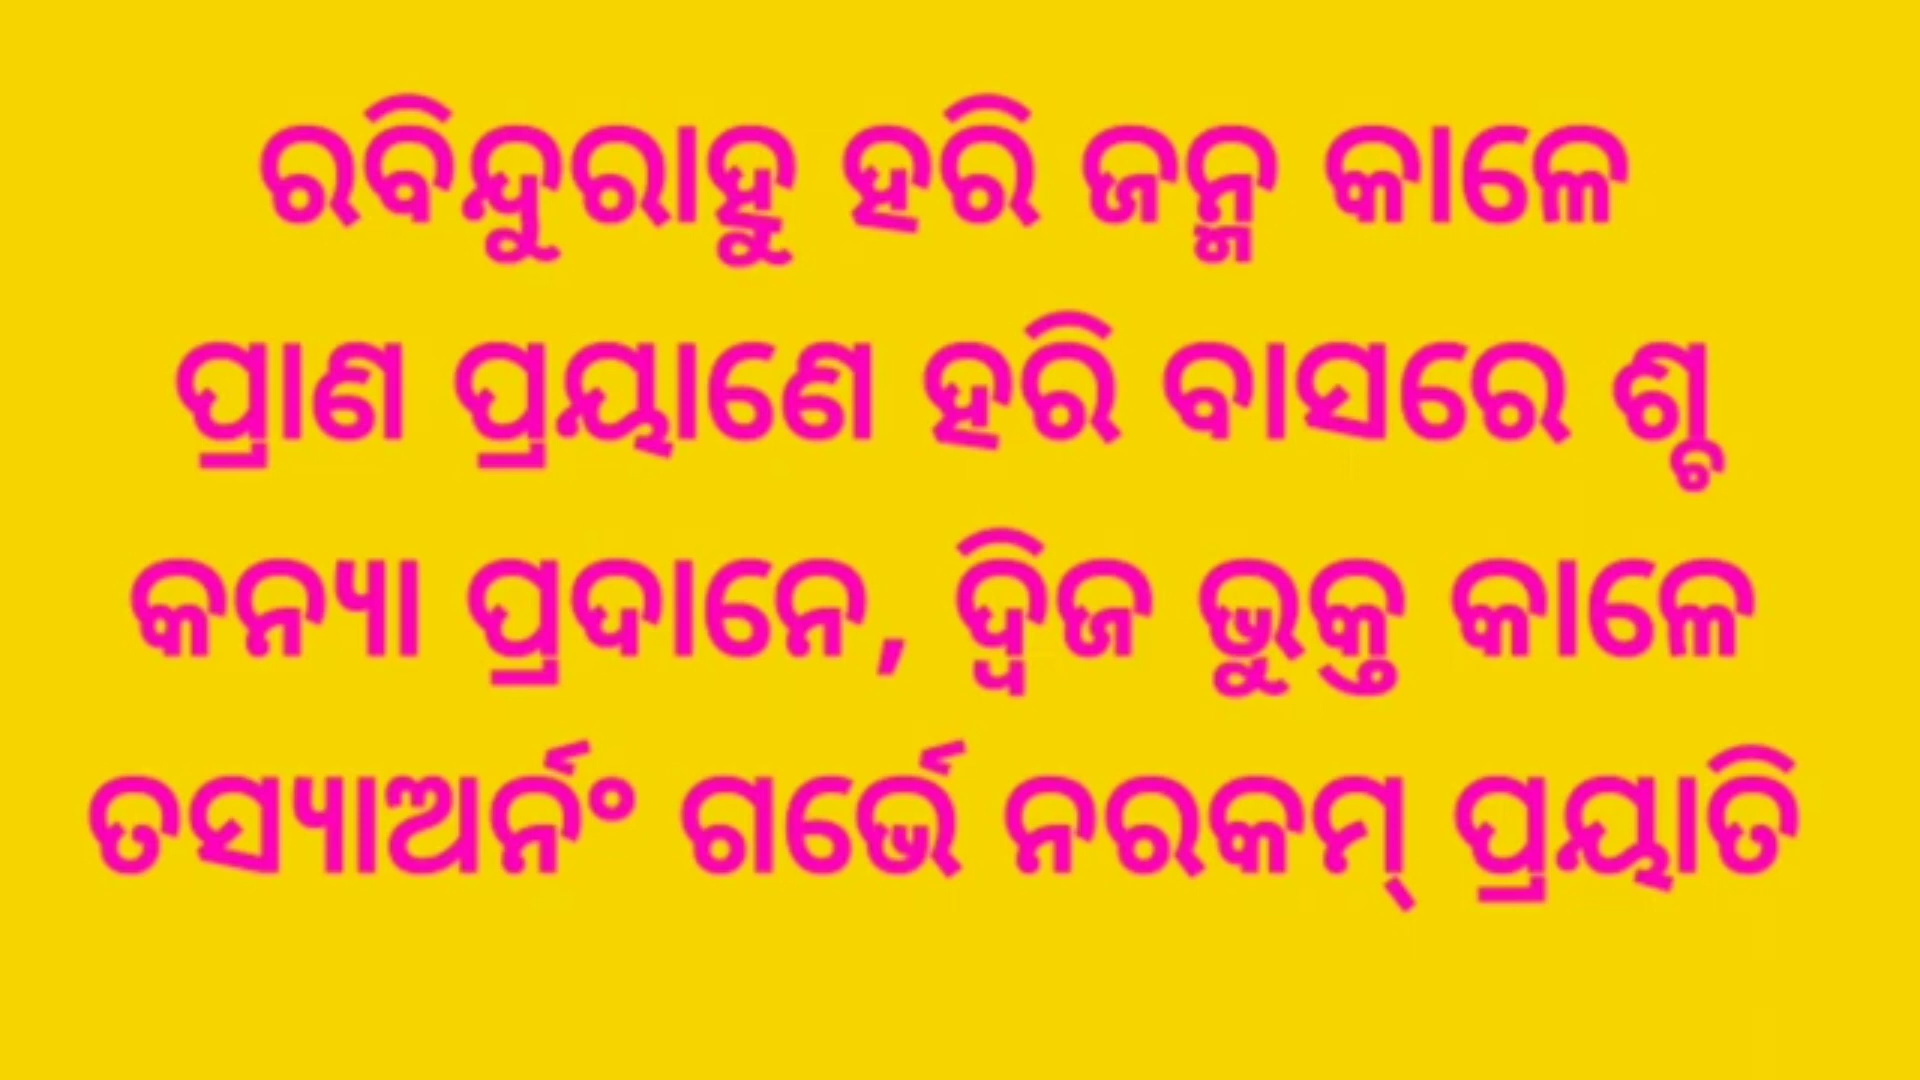 ରବିନ୍ଦୁରାହୁ ହରି ଜନ୍ମ କାଳେ
ପ୍ରାଣ ପ୍ରୟାଣେ ହରି ବାସରେ ଶ୍ଚ
କନ୍ୟା ପ୍ରଦାନେ, ଦ୍ଵିଜ ଭୁକ୍ତ କାଳେ
ତସ୍ୟାଅର୍ନିଂ ଗର୍ଭେ ନରକମ୍ ପ୍ରୟାତି